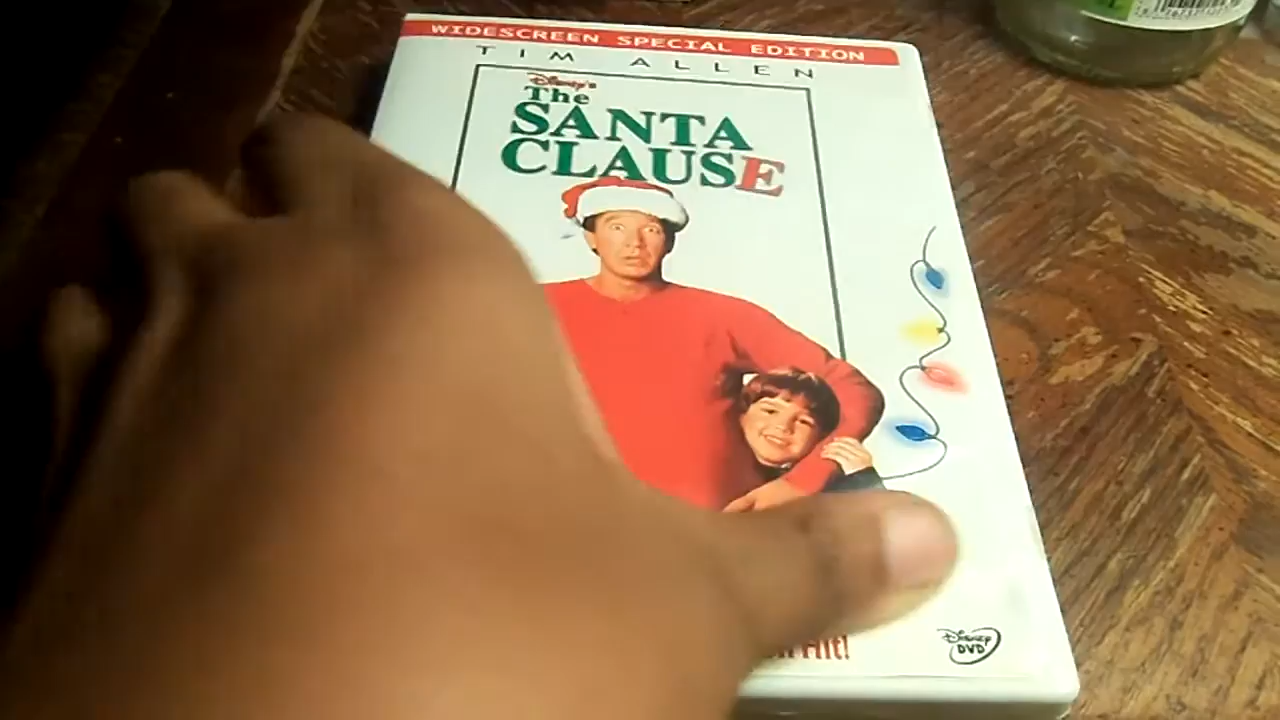 WIDESCREEN SPECIAL EDITION
TIM ALLEN
Disney's
The
SANTA
CLAUSE
Hit!
Disney
DVD